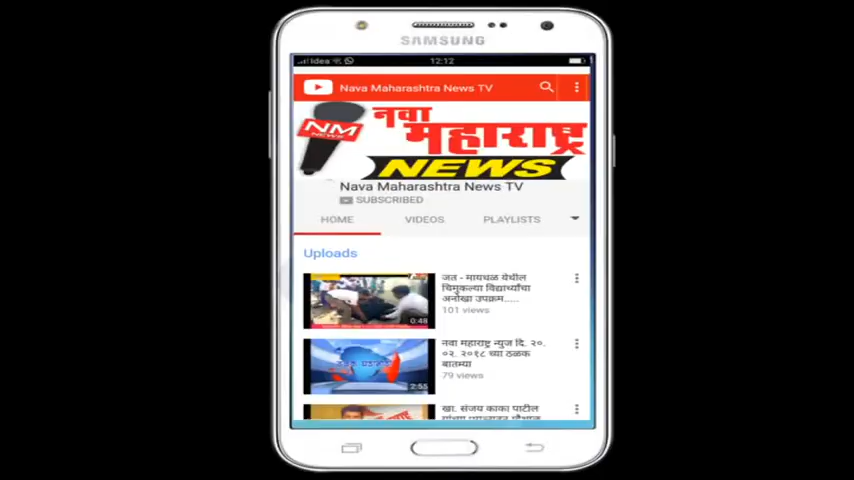 SAMSUNG
Idea 12:12
Nava Maharashtra News TV
NM
NEWS
नवा
महाराष्ट्र
NEWS
Nava Maharashtra News TV
SUBSCRIBED
HOME VIDEOS PLAYLISTS
Uploads
जत - मायथळ येथील
चिमुकल्या विद्यार्थ्यांचा
अनोखा उपक्रम.....
101 views
0:48
नवा महाराष्ट्र न्युज दि. २०.
०२. २०१८ च्या ठळक
बातम्या
79 views
2:55
खा. संजय काका पाटील